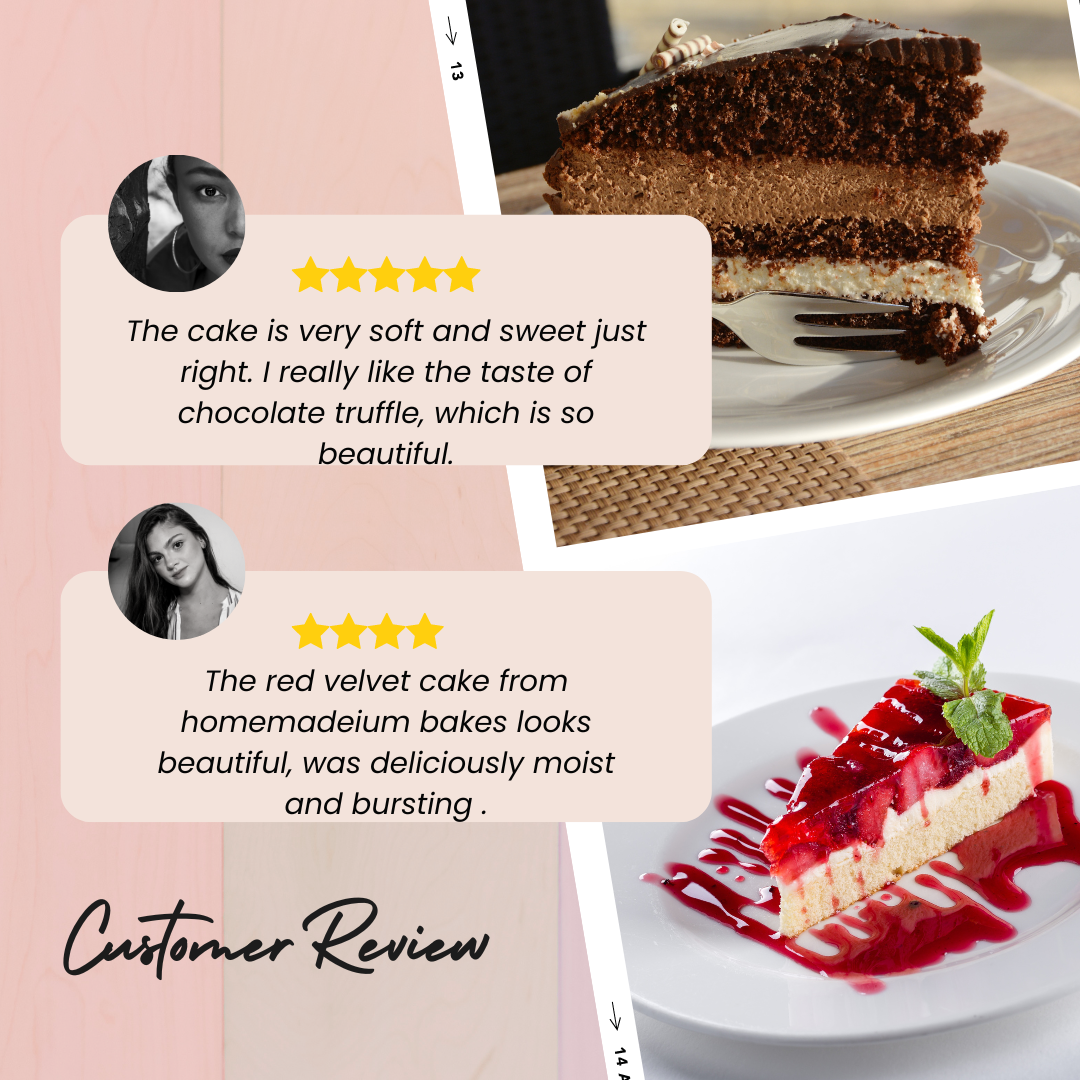 13
The cake is very soft and sweet just
right. I really like the taste of
chocolate truffle, which is so
beautiful.
The red velvet cake from
homemadeium bakes looks
beautiful, was deliciously moist
and bursting .
Customer Review
14 A